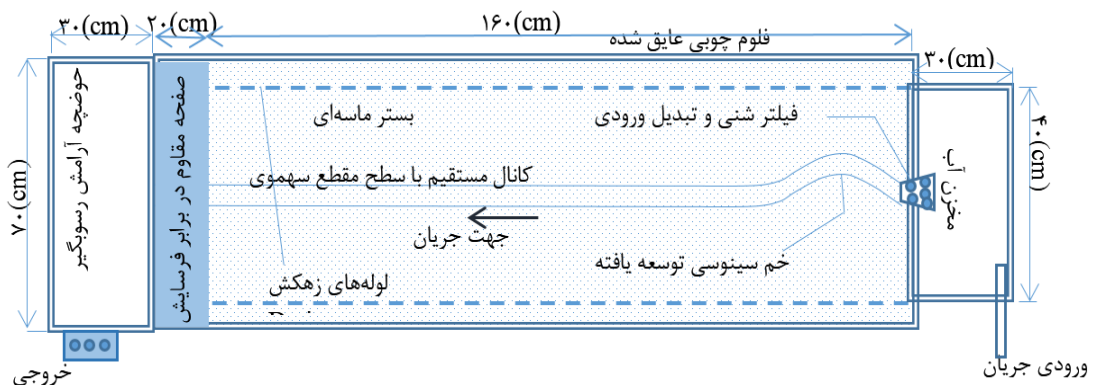 ۳۰(cm)
۲۰(cm)
۱۶۰(cm)
فلوم چوبی عایق شده
۳۰(cm)
۷۰(cm)
حوضچه آرامش رسوبگیر
صفحه مقاوم در برابر فرسایش
بستر ماسه‌ای
فیلتر شنی و تبدیل ورودی
کانال مستقیم با سطح مقطع سهموی
مخزن آب
۴۰(cm)
جهت جریان
خم سینوسی توسعه یافته
لوله‌های زهکش
خروجی
ورودی جریان